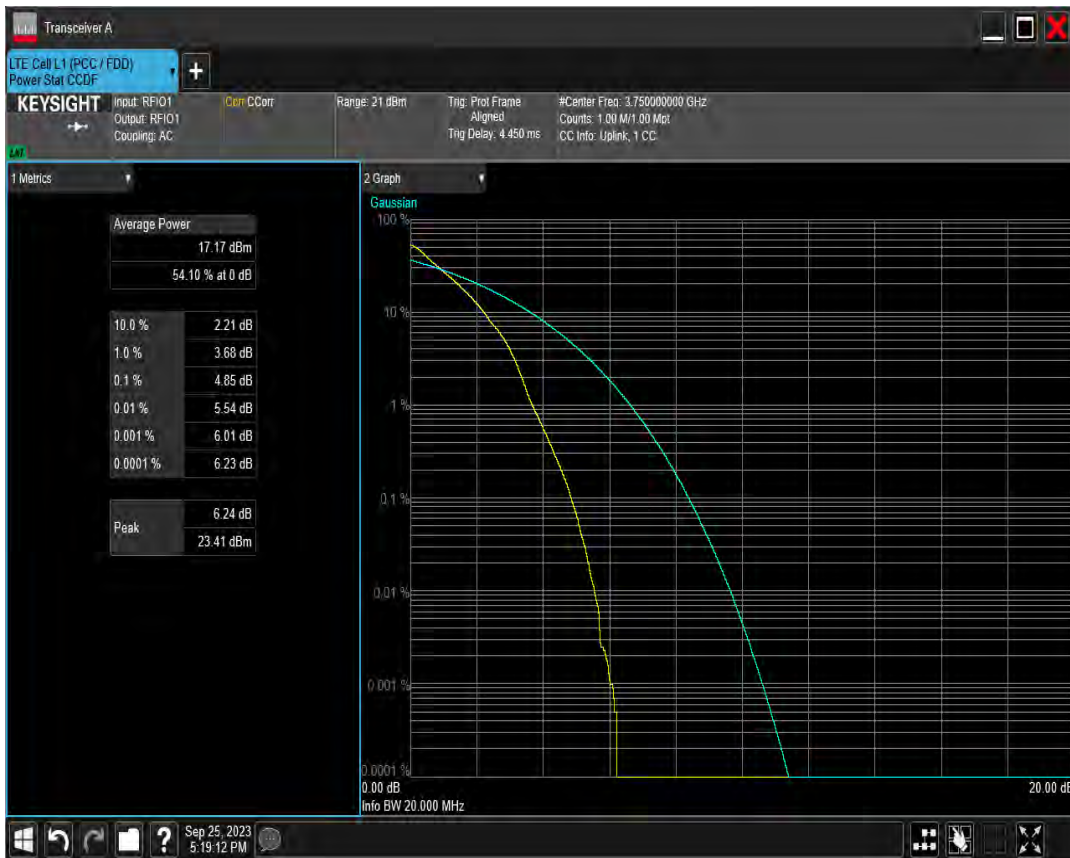 Transceiver A
LTE Cell L1 (PCC / FDD)
Power Stat CCDF
+
KEYSIGHT
Input: RFIO1
Output: RFIO1
Coupling: AC
Corr CCorr
Range: 21 dBm
Trig: Prot Frame
Aligned
Trig Delay: 4.450 ms
#Center Freq: 3.750000000 GHz
Counts: 1.00 M/1.00 Mpt
CC Info: Uplink, 1 CC
LXI
1 Metrics
Average Power
17.17 dBm
54.10 % at 0 dB
10.0 % 2.21 dB
1.0 % 3.68 dB
0.1 % 4.85 dB
0.01 % 5.54 dB
0.001 % 6.01 dB
0.0001 % 6.23 dB
Peak 6.24 dB
23.41 dBm
2 Graph
Gaussian
100 %
10 %
1 %
0.1 %
0.01 %
0.001 %
0.0001 %
0.00 dB 20.00 dB
Info BW 20.000 MHz
? Sep 25, 2023
5:19:12 PM